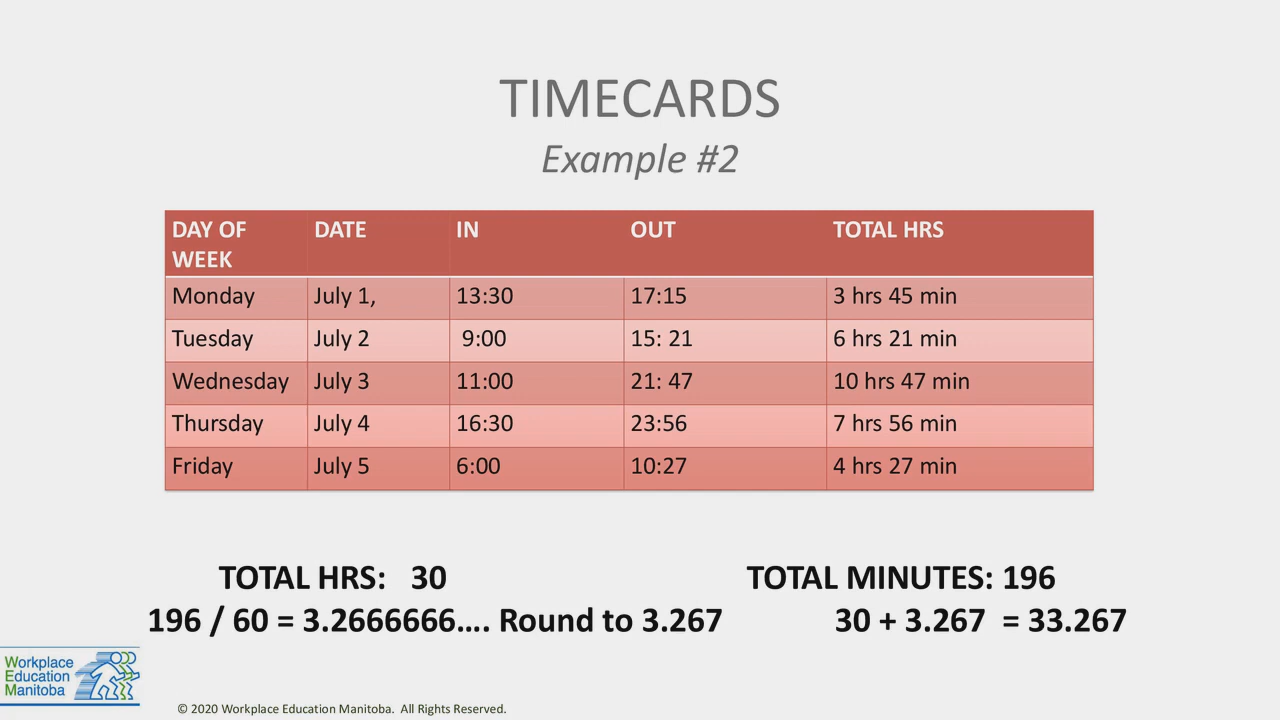 TIMECARDS
Example #2
DAY OF WEEK DATE IN OUT TOTAL HRS
Monday July 1, 13:30 17:15 3 hrs 45 min
Tuesday July 2 9:00 15: 21 6 hrs 21 min
Wednesday July 3 11:00 21: 47 10 hrs 47 min
Thursday July 4 16:30 23:56 7 hrs 56 min
Friday July 5 6:00 10:27 4 hrs 27 min
TOTAL HRS: 30 TOTAL MINUTES: 196
196 / 60 = 3.2666666.... Round to 3.267 30 + 3.267 = 33.267
Workplace
Education
Manitoba
© 2020 Workplace Education Manitoba. All Rights Reserved.